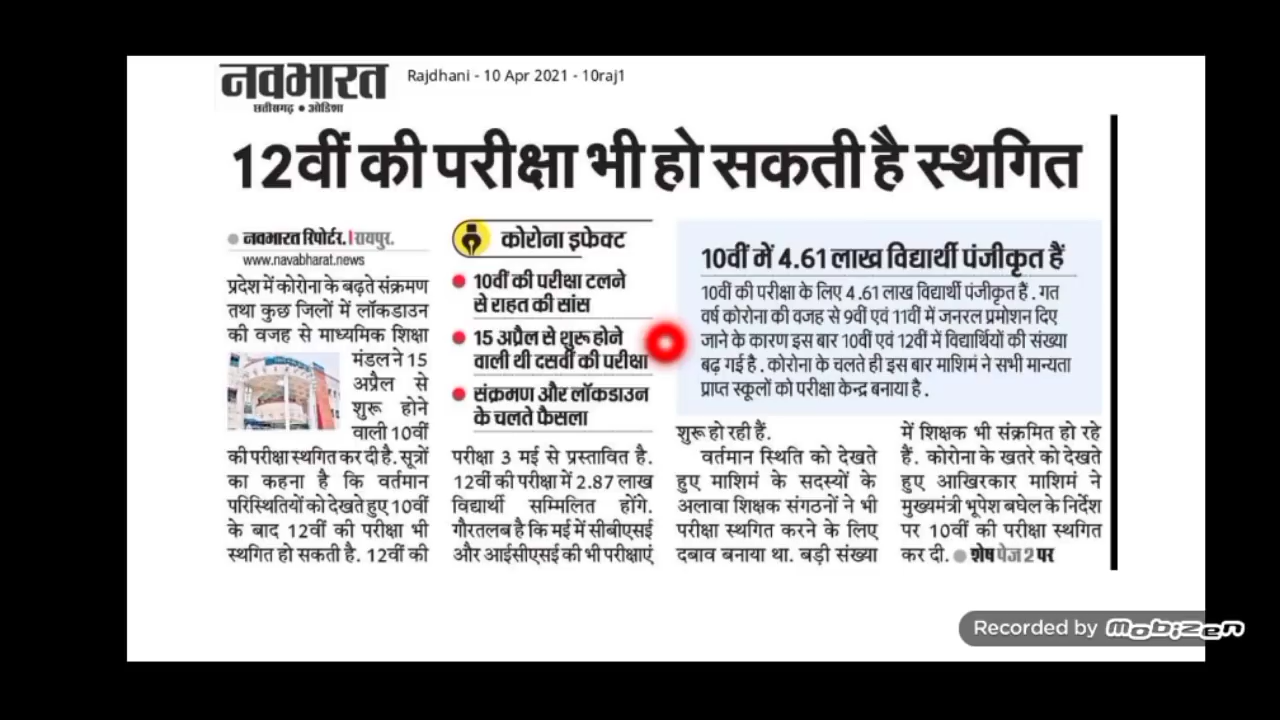 नवभारत
छत्तीसगढ़ • ओडिशा
Rajdhani - 10 Apr 2021 - 10raj1
12वीं की परीक्षा भी हो सकती है स्थगित
नवभारत रिपोर्टर. | रायपुर.
www.navabharat.news
प्रदेश में कोरोना के बढ़ते संक्रमण
तथा कुछ जिलों में लॉकडाउन
की वजह से माध्यमिक शिक्षा
मंडल ने 15
अप्रैल से
शुरू होने
वाली 10वीं
की परीक्षा स्थगित कर दी है. सूत्रों
का कहना है कि वर्तमान
परिस्थितियों को देखते हुए 10वीं
के बाद 12वीं की परीक्षा भी
स्थगित हो सकती है. 12वीं की
कोरोना इफेक्ट
10वीं की परीक्षा टलने
से राहत की सांस
15 अप्रैल से शुरू होने
वाली थी दसवीं की परीक्षा
संक्रमण और लॉकडाउन
के चलते फैसला
परीक्षा 3 मई से प्रस्तावित है.
12वीं की परीक्षा में 2.87 लाख
विद्यार्थी सम्मिलित होंगे.
गौरतलब है कि मई में सीबीएसई
और आईसीएसई की भी परीक्षाएं
10वीं में 4.61 लाख विद्यार्थी पंजीकृत हैं
10वीं की परीक्षा के लिए 4.61 लाख विद्यार्थी पंजीकृत हैं . गत
वर्ष कोरोना की वजह से 9वीं एवं 11वीं में जनरल प्रमोशन दिए
जाने के कारण इस बार 10वीं एवं 12वीं में विद्यार्थियों की संख्या
बढ़ गई है . कोरोना के चलते ही इस बार माशिमं ने सभी मान्यता
प्राप्त स्कूलों को परीक्षा केन्द्र बनाया है .
शुरू हो रही हैं.
वर्तमान स्थिति को देखते
हुए माशिमं के सदस्यों के
अलावा शिक्षक संगठनों ने भी
परीक्षा स्थगित करने के लिए
दबाव बनाया था. बड़ी संख्या
में शिक्षक भी संक्रमित हो रहे
हैं. कोरोना के खतरे को देखते
हुए आखिरकार माशिमं ने
मुख्यमंत्री भूपेश बघेल के निर्देश
पर 10वीं की परीक्षा स्थगित
कर दी. ● शेष पेज 2 पर
Recorded by mobizen